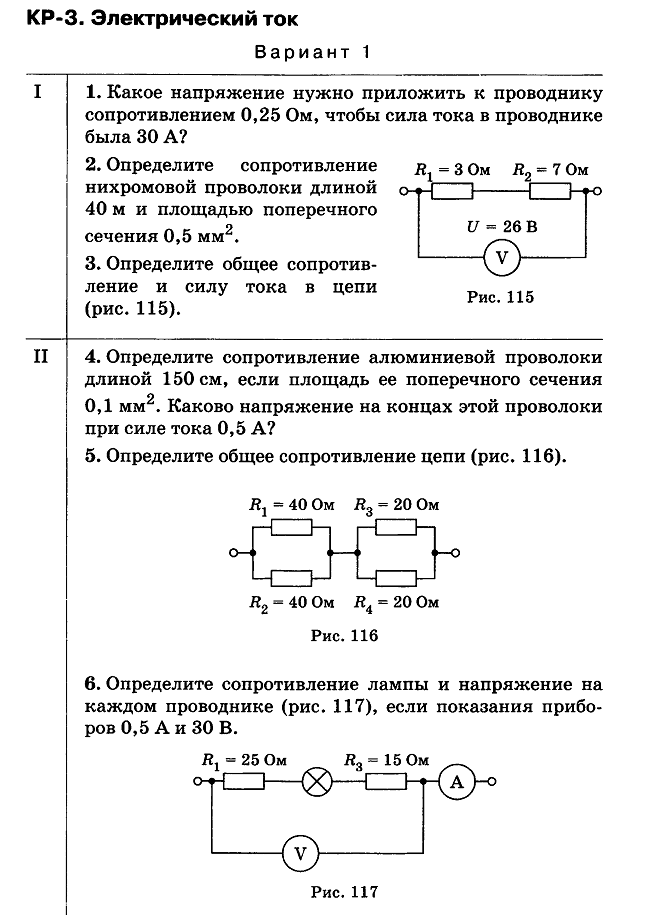 КР-3. Электрический ток
Вариант 1
I
1. Какое напряжение нужно приложить к проводнику
сопротивлением 0,25 Ом, чтобы сила тока в проводнике
была 30 А?
2. Определите сопротивление
нихромовой проволоки длиной
40 м и площадью поперечного
сечения 0,5 мм².
3. Определите общее сопротив-
ление и силу тока в цепи
(рис. 115).
R₁ = 3 Ом R₂ = 7 Ом
U = 26 В
V
Рис. 115
II
4. Определите сопротивление алюминиевой проволоки
длиной 150 см, если площадь ее поперечного сечения
0,1 мм². Каково напряжение на концах этой проволоки
при силе тока 0,5 А?
5. Определите общее сопротивление цепи (рис. 116).
R₁ = 40 Ом R₃ = 20 Ом
R₂ = 40 Ом R₄ = 20 Ом
Рис. 116
6. Определите сопротивление лампы и напряжение на
каждом проводнике (рис. 117), если показания прибо-
ров 0,5 А и 30 В.
R₁ = 25 Ом R₃ = 15 Ом
A
V
Рис. 117